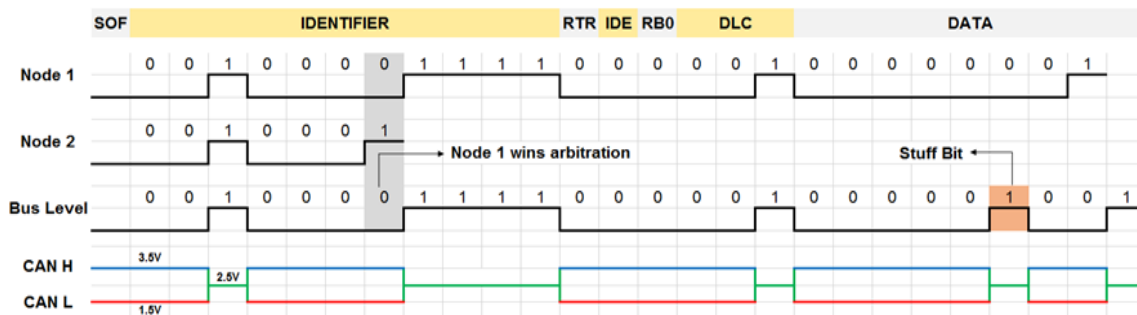 SOF IDENTIFIER RTR IDE RB0 DLC DATA
Node 1 0 0 1 0 0 0 0 1 1 1 1 0 0 0 0 0 1 0 0 0 0 0 0 0 1
Node 2 0 0 1 0 0 0 1
Node 1 wins arbitration Stuff Bit
Bus Level 0 0 1 0 0 0 0 1 1 1 1 0 0 0 0 0 1 0 0 0 0 0 1 0 0 1
CAN H 3.5V
2.5V
CAN L 1.5V